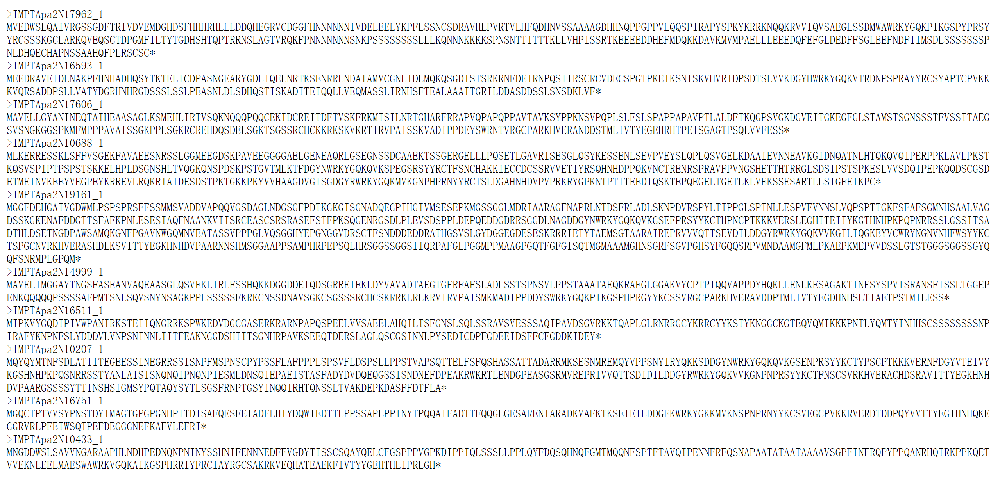 >IMPTApa2N17962_1
MVEDWSLQAIVRGSSGDFTRIVDVEMDGHDSFHHHRHLLLDDQHEGRVCDGGFHNNNNNNIVDELEELYKPFLSSNCSDRAVHLPVRTVLHFQDHNVSSAAAAGDHHNQPPGPPVLQQSPIRAPYSPKYKRRKNQQKRVVIQVSAEGLSSDMWAWRKYGQKPIKGSPYPRSY
YRCSSSKGCLARKQVEQSCTDPGMFILTYTGDHSHTQPTRRNSLAGTVRQKFPNNNNNNNSNKPSSSSSSSSLLLKQNNNKKKKSPNSNTTITTTKLLVHPISSRTKEEEEDDHEFMDQKKDAVKMVMPAELLLEEEDQFEFGLDEDFFSGLEEFNDFIIMSDLSSSSSSSP
NLDHQECHAPNSSAAHQFPLRSCSC*
>IMPTApa2N16593_1
MEEDRAVEIDLNAKPFHNHADHQSYTKTELICDPASNGEARYGDLIQELNRTKSENRRLNDAIAMVCGNLIDLMQKQSGDISTSRKRNFDEIRNPQSIIRSCRCVDECSPGTPKEIKSNISKVHVRIDPSDTSLVVKDGYHWRKYGQKVTRDNPSPRAYYRCSYAPTCPVKK
KVQRSADDPSLLVATYDGRHNHRGDSSSLSSLPEASNLDLSDHQSTISKADITEIQQLLVEQMASSLIRNHSFTEALAAAITGRILDDASDDSSLSNSDKLVF*
>IMPTApa2N17606_1
MAVELLGYANINEQTAIHEAASAGLKSMEHLIRTVSQKNQQQPQQCEKIDCREITDFTVSKFRKMISILNRTGHARFRRAPVQPAPQPPAVTAVKSYPPKNSVPQPLSLFSLSPAPPAPAVPTLALDFTKQGPSVGKDGVEITGKEGFGLSTAMSTSGNSSSTFVSSITAEG
SVSNGKGGSPKMFMPPPAVAISSGKPPLSGKRCREHDQSDELSGKTSGSSRCHCKKRKSKVKRTIRVPAISSKVADIPPDEYSWRNTVRGCPARKHVERANDDSTMLIVTYEGEHRHTPEISGAGTPSQLVVFESS*
>IMPTApa2N10688_1
MLKERRESSKLSFFVSGEKFAVAEESNRSSLGGMEEGDSKPAVEEGGGGAELGENEAQRLGSEGNSSDCAAEKTSSGERGELLLPQSETLGAVRISESGLQSYKESSENLSEVPVEYSLQPLQSVGELKDAAIEVNNEAVKGIDNQATNLHTQKQVQIPERPPKLAVLPKST
KQSVSPIPTPSPSTSKKELHPLDSGNSHLTVQGKQNSPDSKPSTGVTMLKTFDGYNWRKYGQKQVKSPEGSRSYYRCTFSNCHAKKIECCDCSSRVVETIYRSQHNHDPPQKVNCTRENRSPRAVFPVNGSHETTHTRRGLSDSIPSTSPKESLVVSDQIPEPKQQDSCGSD
ETMEINVKEEYVEGPEYKRREVLRQKRIAIDESDSTPKTGKKPKYVVHAAGDVGISGDGYRWRKYGQKMVKGNPHPRNYYRCTSLDGAHNHDVPVPRKRYGPKNTPTITEEDIQSKTEPQEGELTGETLKLVEKSSESARTLLSIGFEIKPC*
>IMPTApa2N19161_1
MGGFDEHGAIVGDWMLPSPSPRSFFSSMMSVADDVAPQQVGSDAGLNDGSGFPDTKGKGISGNADQEGPIHGIVMSESEPKMGSSGGLMDRIAARAGFNAPRLNTDSFRLADLSKNPDVRSPYLTIPPGLSPTNLLESPVFVNNSLVQPSPTTGKFSFAFSGMNHSAALVAG
DSSKGKENAFDDGTTSFAFKPNLESESIAQFNAANKVIISRCEASCSRSRASEFSTFPKSQGENRGSDLPLEVSDSPPLDEPQEDDGDRRSGGDLNAGDDGYNWRKYGQKQVKGSEFPRSYYKCTHPNCPTKKKVERSLEGHITEIIYKGTHNHPKPQPNRRSSLGSSITSA
DTHLDSETNGDPAWSAMQKGNFPGAVNWGQMNVEATASSVPPPGLVQSGGHYEPGNGGVDRSCTFSNDDDEDDRATHGSVSLGYDGGEGDESESKRRRIETYTAEMSGTAARAIREPRVVVQTTSEVDILDDGYRWRKYGQKVVKGILIQGKEYVCWRYNGNVNHFWSYYKC
TSPGCNVRKHVERASHDLKSVITTYEGKHNHDVPAARNNSHMSGGAAPPSAMPHRPEPSQLHRSGGSSGGSIIQRPAFGLPGGMPPMAAGPGQTFGFGISQTMGMAAAMGHNSGRFSGVPGHSYFGQQSRPVMNDAAMGFMLPKAEPKMEPVVDSSLGTSTGGGSGGSSGYQ
QFSNRMPLGPQM*
>IMPTApa2N14999_1
MAVELIMGGAYTNGSFASEANVAQEAASGLQSVEKLIRLFSSHQKKDGGDDEIQDSGRREIEKLDYVAVADTAEGTGFRFAFSLADLSSTSPNSVLPPSTAAATAEQKRAEGLGGAKVYCPTPIQQVAPPDYHQKLLENLKESAGAKTINFSYSPVISRANSFISSLTGGEP
ENKQQQQQPSSSSAFPMTSNLSQVSNYNSAGKPPLSSSSSFKRKCNSSDNAVSGKCSGSSSRCHCSKRRKLRLKRVIRVPAISMKMADIPPDDYSWRKYGQKPIKGSPHPRGYYKCSSVRGCPARKHVERAVDDPTMLIVTYEGDHNHSLTIAETPSTMILESS*
>IMPTApa2N16511_1
MIPKVYGQDIPIVWPANIRKSTEIIQNGRRKSPWKEDVDGCGASERKRARNPAPQSPEELVVSAEELAHQILTSFGNSLSQLSSRAVSVESSSAQIPAVDSGVRKKTQAPLGLRNRRGCYKRRCYYKSTYKNGGCKGTEQVQMIKKKPNTLYQMTYINHHSCSSSSSSSSNP
IRAFYKNPNFSLYDDDVLVNPSNINNLIITFEAKNGGDSHIITSGNHRPAVKSEEQTDERSLAGLQSCGSINNLPYSEDICDPFGDEEIDSFFCFGDDKIDEY*
>IMPTApa2N10207_1
MQYQYMTNFSDLATIITEGEESSINEGRRSSISNPFMSPNSCPYPSSFLAFPPPLSPSVFLDSPSLLPPSTVAPSQTTELFSFQSHASSATTADARRMKSESNMREMQYVPPSNYIRYQKKSDDGYNWRKYGQKQVKGSENPRSYYKCTYPSCPTKKKVERNFDGYVTEIVY
KGSHNHPKPQSNRRSSTYANLAISISNQNQIPNQNPIESMLDNSQIEPAEISTASFADYDVDQEQGSSISNDNEFDPEAKRWKRTLENDGPEASGSRMVREPRIVVQTTSDIDILDDGYRWRKYGQKVVKGNPNPRSYYKCTFNSCSVRKHVERACHDSRAVITTYEGKHNH
DVPAARGSSSSYTTINSHSIGMSYPQTAQYSYTLSGSFRNPTGSYINQQIRHTQNSSLTVAKDEPKDASFFDTFLA*
>IMPTApa2N16751_1
MGQCTPTVVSYPNSTDYIMAGTGPGPGNHPITDISAFQESFEIADFLHIYDQWIEDTTLPPSSAPLPPINYTPQQAIFADTTFQQGLGESARENIARADKVAFKTKSEIEILDDGFKWRKYGKKMVKNSPNPRNYYKCSVEGCPVKKRVERDTDDPQYVVTTYEGIHNHQKE
GGRVRLPFEIWSQTPEFDEGGGNEFKAFVLEFRI*
>IMPTApa2N10433_1
MNGDDWSLSAVVNGARAAPHLNDHPEDNQNPNINYSSHNIFENNNEDFFVGDYTISSCSQAYQELCFGSPPPVGPKDIPPIQLSSSLLPPLQYFDQSQHNQFGMTMQQNFSPTFTAVQIPENNFRFQSNAPAATATAATAAAAVSGPFINFRQPYPPQANRHQIRKPPKQET
VVEKNLEELMAESWAWRKVGQKAIKGSPHRRIYFRCIAYRGCSAKRKVEQHATEAEKFIVTYYGEHTHLIPRLGH*